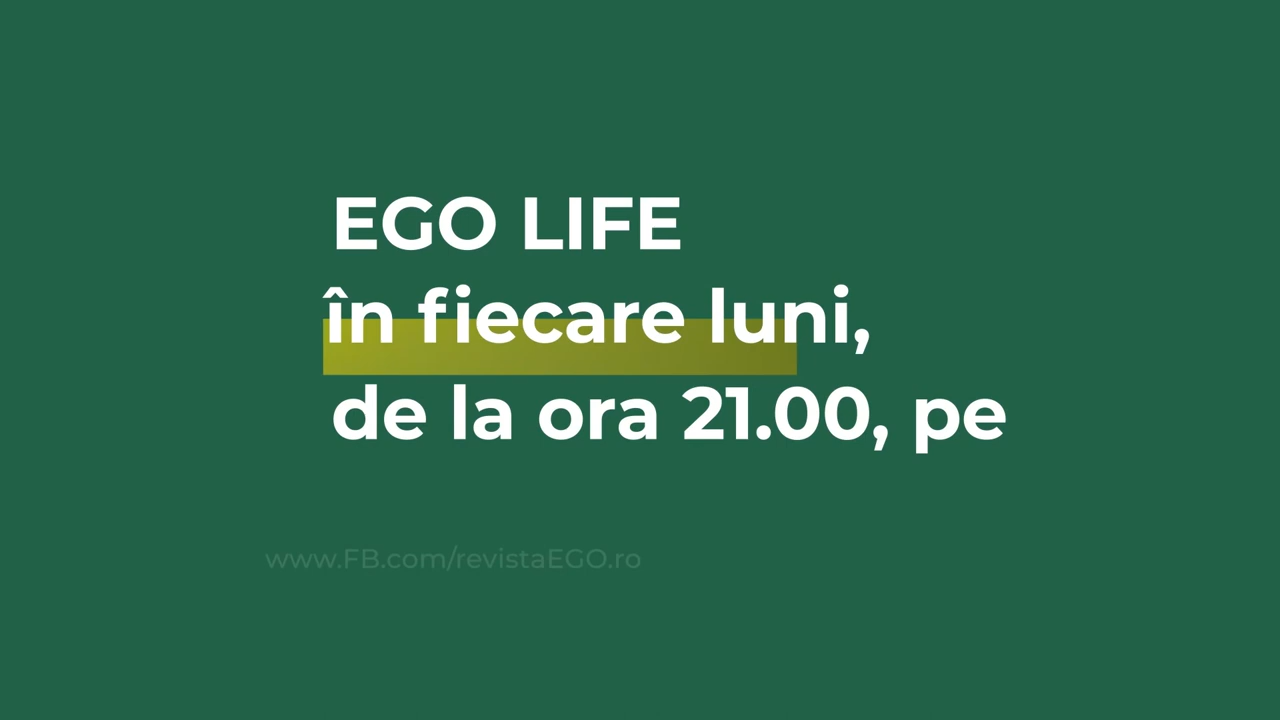 EGO LIFE
în fiecare luni,
de la ora 21.00, pe
www.FB.com/revistaEGO.ro